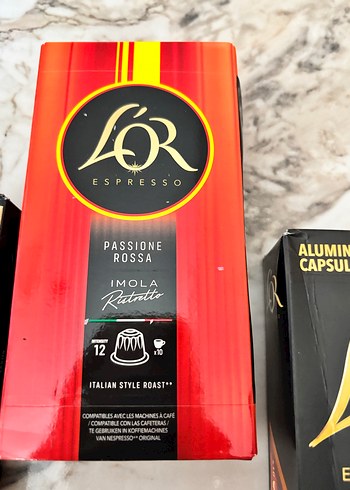 L'OR
ESPRESSO
PASSIONE
ROSSA
IMOLA
Ristretto
INTENSITY
12
x10
ITALIAN STYLE ROAST**
COMPATIBLES AVEC LES MACHINES À CAFÉ
/ COMPATIBLE CON LAS CAFETERAS /
TE GEBRUIKEN IN KOFFIEMACHINES
VAN NESPRESSO®* ORIGINAL
ALUMIN
CAPSUL
E